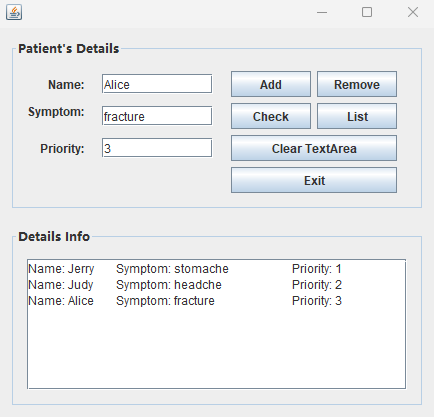 Patient's Details
Name: Alice Add Remove
Symptom: fracture Check List
Priority: 3 Clear TextArea
Exit
Details Info
Name: Jerry Symptom: stomache Priority: 1
Name: Judy Symptom: headche Priority: 2
Name: Alice Symptom: fracture Priority: 3